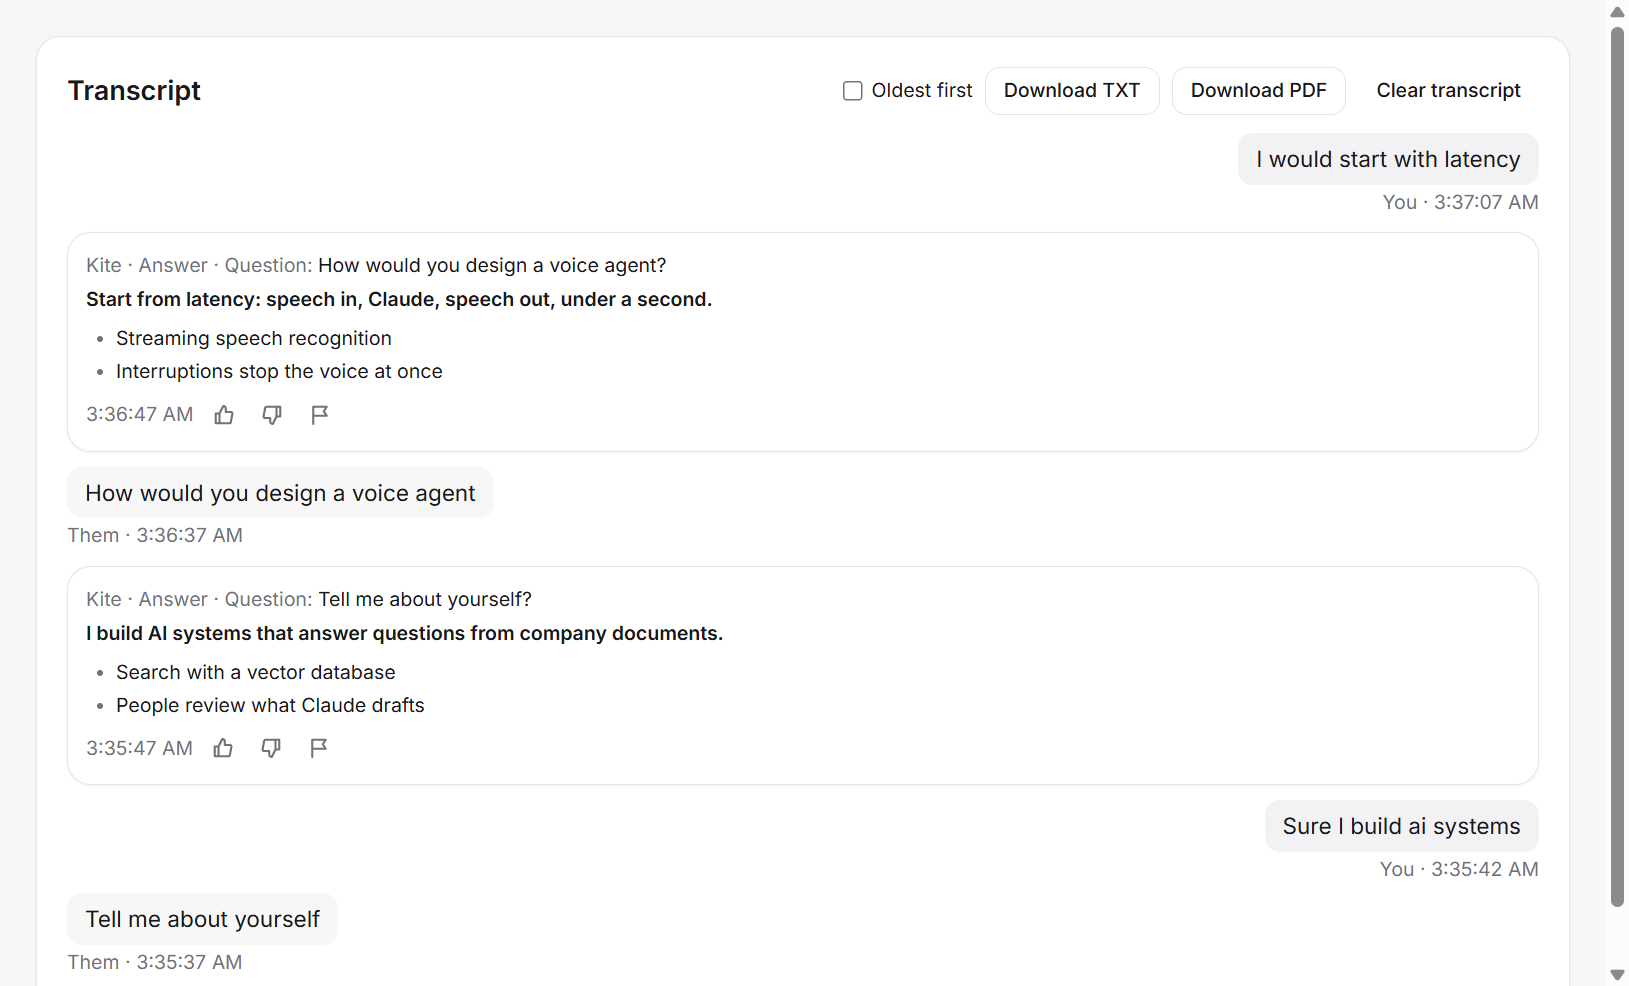 Transcript
Oldest first
Download TXT
Download PDF
Clear transcript
I would start with latency
You · 3:37:07 AM
Kite · Answer · Question: How would you design a voice agent?
Start from latency: speech in, Claude, speech out, under a second.
• Streaming speech recognition
• Interruptions stop the voice at once
3:36:47 AM
How would you design a voice agent
Them · 3:36:37 AM
Kite · Answer · Question: Tell me about yourself?
I build AI systems that answer questions from company documents.
• Search with a vector database
• People review what Claude drafts
3:35:47 AM
Sure I build ai systems
You · 3:35:42 AM
Tell me about yourself
Them · 3:35:37 AM